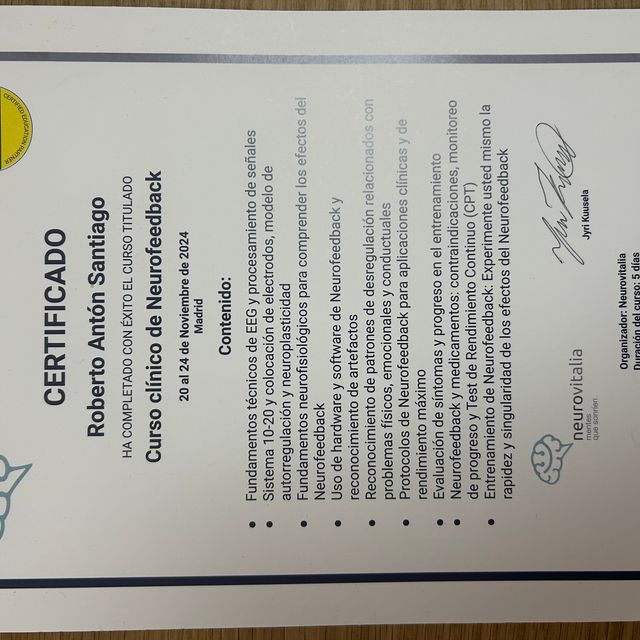 CERTIFIED EDUCATION PARTNER
CERTIFICADO
Roberto Antón Santiago
HA COMPLETADO CON ÉXITO EL CURSO TITULADO
Curso clínico de Neurofeedback
20 al 24 de Noviembre de 2024
Madrid
Contenido:
• Fundamentos técnicos de EEG y procesamiento de señales
• Sistema 10-20 y colocación de electrodos, modelo de
autorregulación y neuroplasticidad
• Fundamentos neurofisiológicos para comprender los efectos del
Neurofeedback
• Uso de hardware y software de Neurofeedback y
reconocimiento de artefactos
• Reconocimiento de patrones de desregulación relacionados con
problemas físicos, emocionales y conductuales
• Protocolos de Neurofeedback para aplicaciones clínicas y de
rendimiento máximo
• Evaluación de síntomas y progreso en el entrenamiento
• Neurofeedback y medicamentos: contraindicaciones, monitoreo
de progreso y Test de Rendimiento Continuo (CPT)
• Entrenamiento de Neurofeedback: Experimente usted mismo la
rapidez y singularidad de los efectos del Neurofeedback
neurovitalia
mentes
que sonríen
Jyri Kuusela
Organizador: Neurovitalia
Duración del curso: 5 días